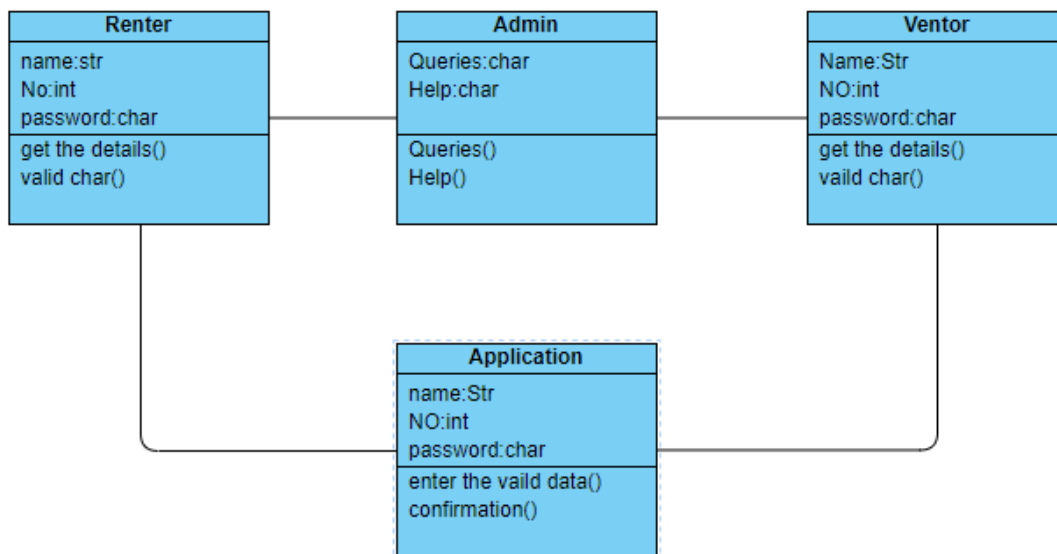 Renter
name:str
No:int
password:char
get the details()
valid char()
Admin
Queries:char
Help:char
Queries()
Help()
Ventor
Name:Str
NO:int
password:char
get the details()
vaild char()
Application
name:Str
NO:int
password:char
enter the vaild data()
confirmation()